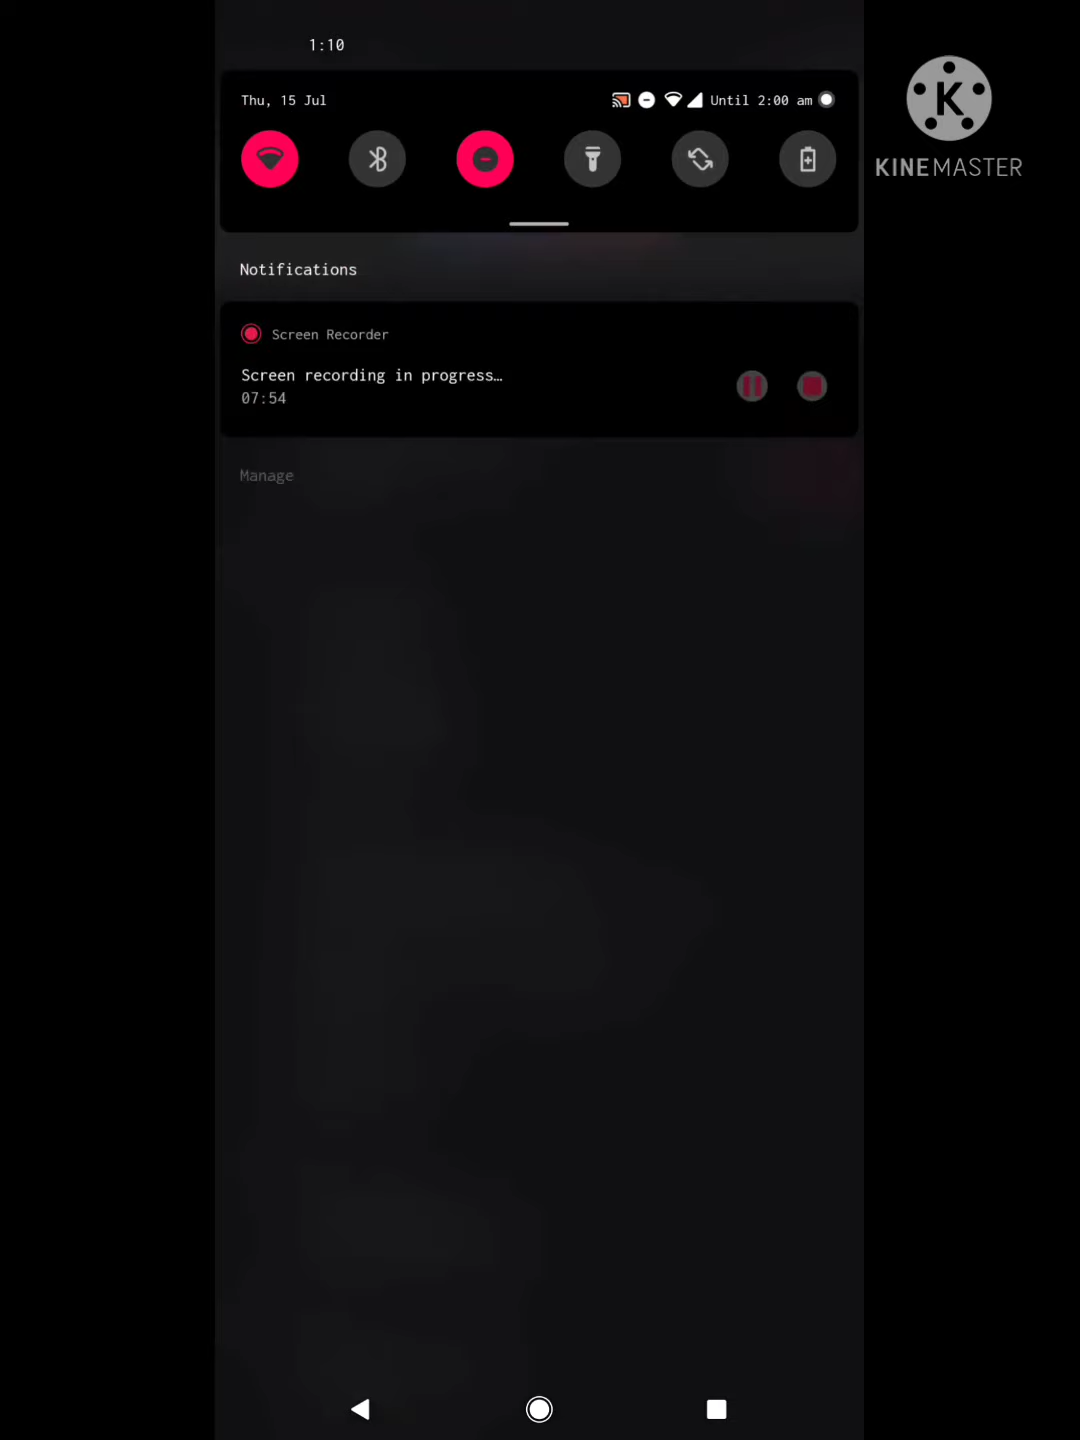 1:10
Thu, 15 Jul
Until 2:00 am
K
KINEMASTER
Notifications
Screen Recorder
Screen recording in progress…
07:54
Manage